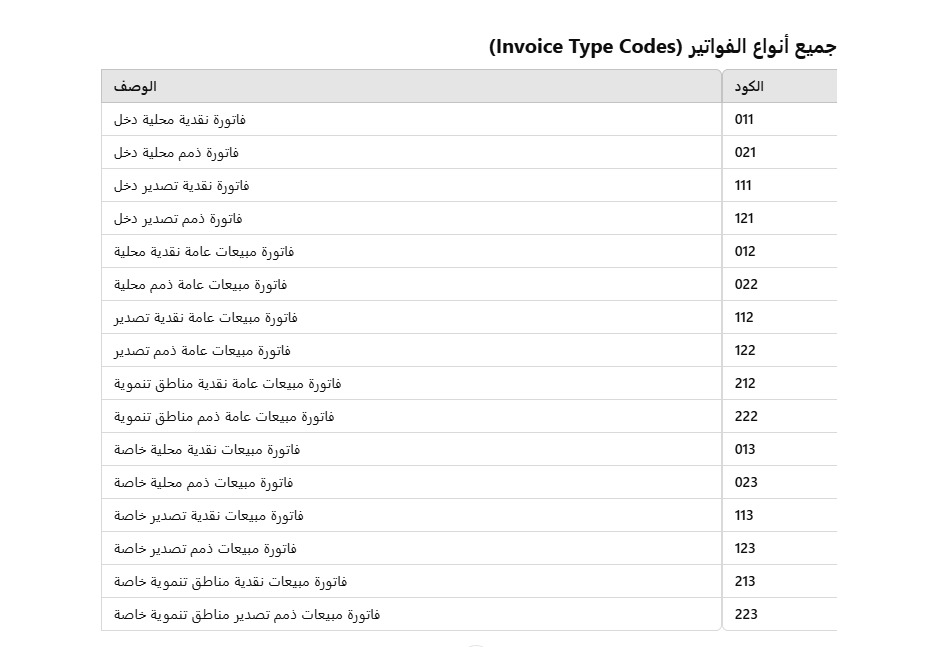 جميع أنواع الفواتير (Invoice Type Codes)
الكود الوصف
011 فاتورة نقدية محلية دخل
021 فاتورة ذمم محلية دخل
111 فاتورة نقدية تصدير دخل
121 فاتورة ذمم تصدير دخل
012 فاتورة مبيعات عامة نقدية محلية
022 فاتورة مبيعات عامة ذمم محلية
112 فاتورة مبيعات عامة نقدية تصدير
122 فاتورة مبيعات عامة ذمم تصدير
212 فاتورة مبيعات عامة نقدية مناطق تنموية
222 فاتورة مبيعات عامة ذمم مناطق تنموية
013 فاتورة مبيعات نقدية محلية خاصة
023 فاتورة مبيعات ذمم محلية خاصة
113 فاتورة مبيعات نقدية تصدير خاصة
123 فاتورة مبيعات ذمم تصدير خاصة
213 فاتورة مبيعات نقدية مناطق تنموية خاصة
223 فاتورة مبيعات ذمم تصدير مناطق تنموية خاصة